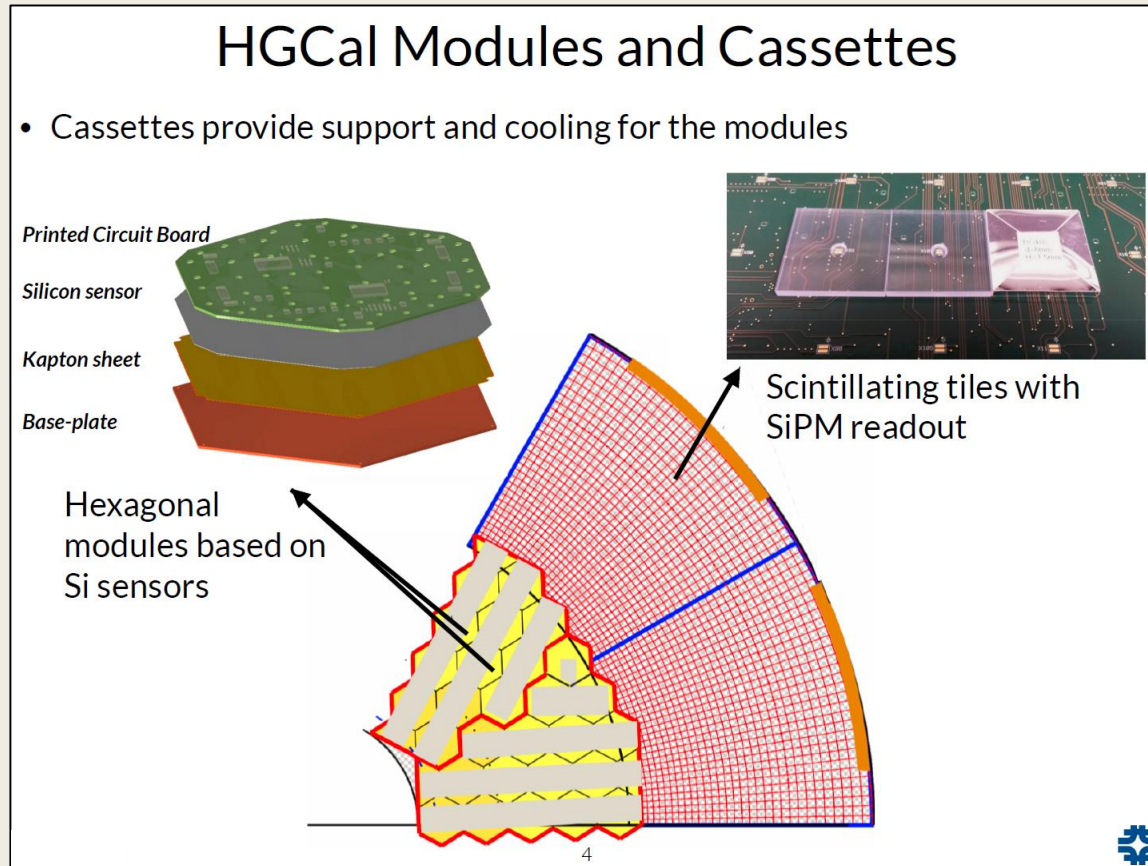 HGCal Modules and Cassettes
• Cassettes provide support and cooling for the modules
Printed Circuit Board
Silicon sensor
Kapton sheet
Base-plate
Hexagonal
modules based on
Si sensors
Scintillating tiles with
SiPM readout
4